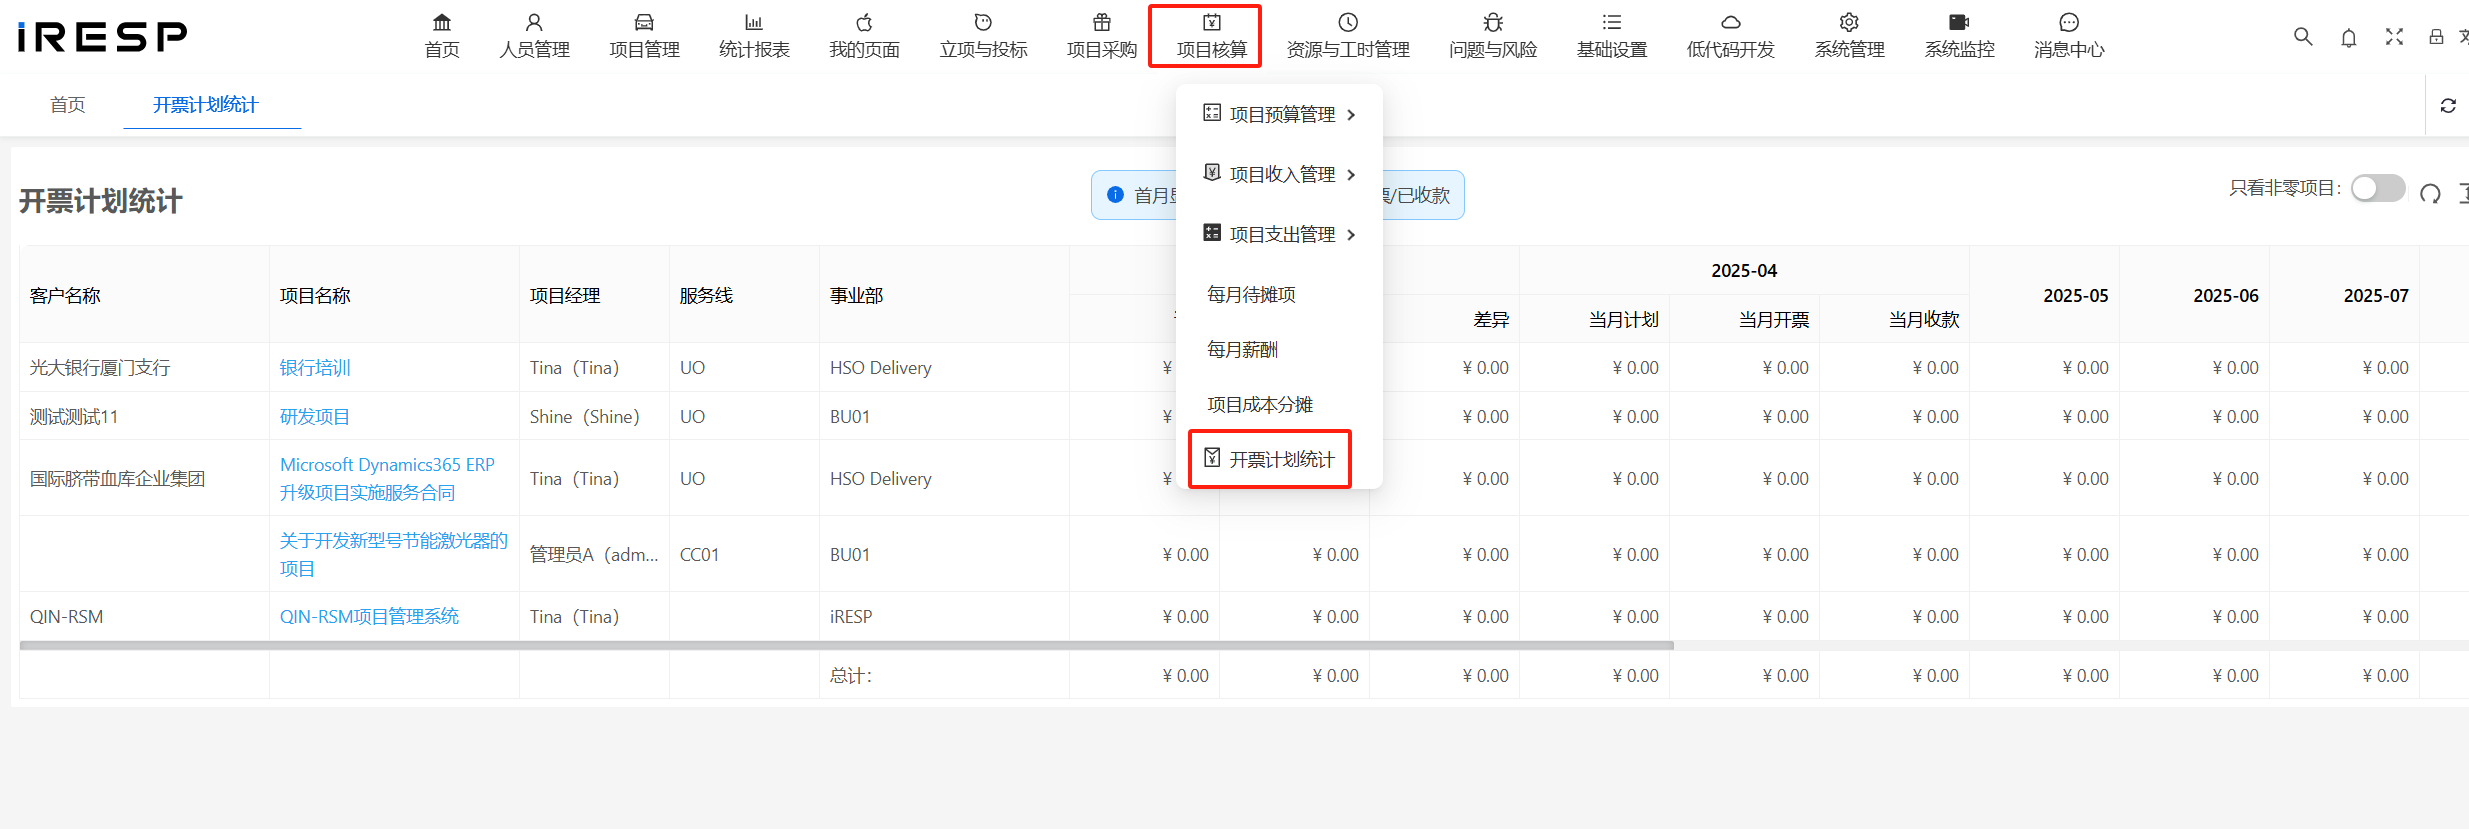 iRESP
首页
人员管理
项目管理
统计报表
我的页面
立项与投标
项目采购
项目核算
资源与工时管理
问题与风险
基础设置
低代码开发
系统管理
系统监控
消息中心
首页
开票计划统计
项目预算管理
项目收入管理
项目支出管理
每月待摊项
每月薪酬
项目成本分摊
开票计划统计
开票计划统计
首月
/已收款
只看非零项目：
客户名称 项目名称 项目经理 服务线 事业部 2025-04 2025-05 2025-06 2025-07
差异 当月计划 当月开票 当月收款
光大银行厦门支行 银行培训 Tina（Tina） UO HSO Delivery ¥ ¥ 0.00 ¥ 0.00 ¥ 0.00 ¥ 0.00 ¥ 0.00 ¥ 0.00 ¥ 0.00
测试测试11 研发项目 Shine（Shine） UO BU01 ¥ ¥ 0.00 ¥ 0.00 ¥ 0.00 ¥ 0.00 ¥ 0.00 ¥ 0.00 ¥ 0.00
国际脐带血库企业集团 Microsoft Dynamics365 ERP
升级项目实施服务合同 Tina（Tina） UO HSO Delivery ¥ ¥ 0.00 ¥ 0.00 ¥ 0.00 ¥ 0.00 ¥ 0.00 ¥ 0.00 ¥ 0.00
关于开发新型号节能激光器的
项目 管理员A（adm... CC01 BU01 ¥ 0.00 ¥ 0.00 ¥ 0.00 ¥ 0.00 ¥ 0.00 ¥ 0.00 ¥ 0.00 ¥ 0.00 ¥ 0.00
QIN-RSM QIN-RSM项目管理系统 Tina（Tina） iRESP ¥ 0.00 ¥ 0.00 ¥ 0.00 ¥ 0.00 ¥ 0.00 ¥ 0.00 ¥ 0.00 ¥ 0.00 ¥ 0.00
总计： ¥ 0.00 ¥ 0.00 ¥ 0.00 ¥ 0.00 ¥ 0.00 ¥ 0.00 ¥ 0.00 ¥ 0.00 ¥ 0.00